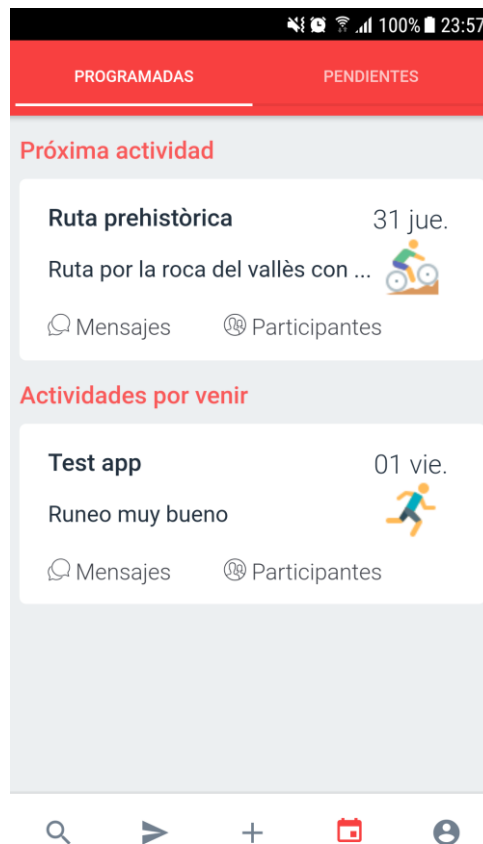 100% 23:57
PROGRAMADAS PENDIENTES
Próxima actividad
Ruta prehistòrica 31 jue.
Ruta por la roca del vallès con ...
Mensajes Participantes
Actividades por venir
Test app 01 vie.
Runeo muy bueno
Mensajes Participantes